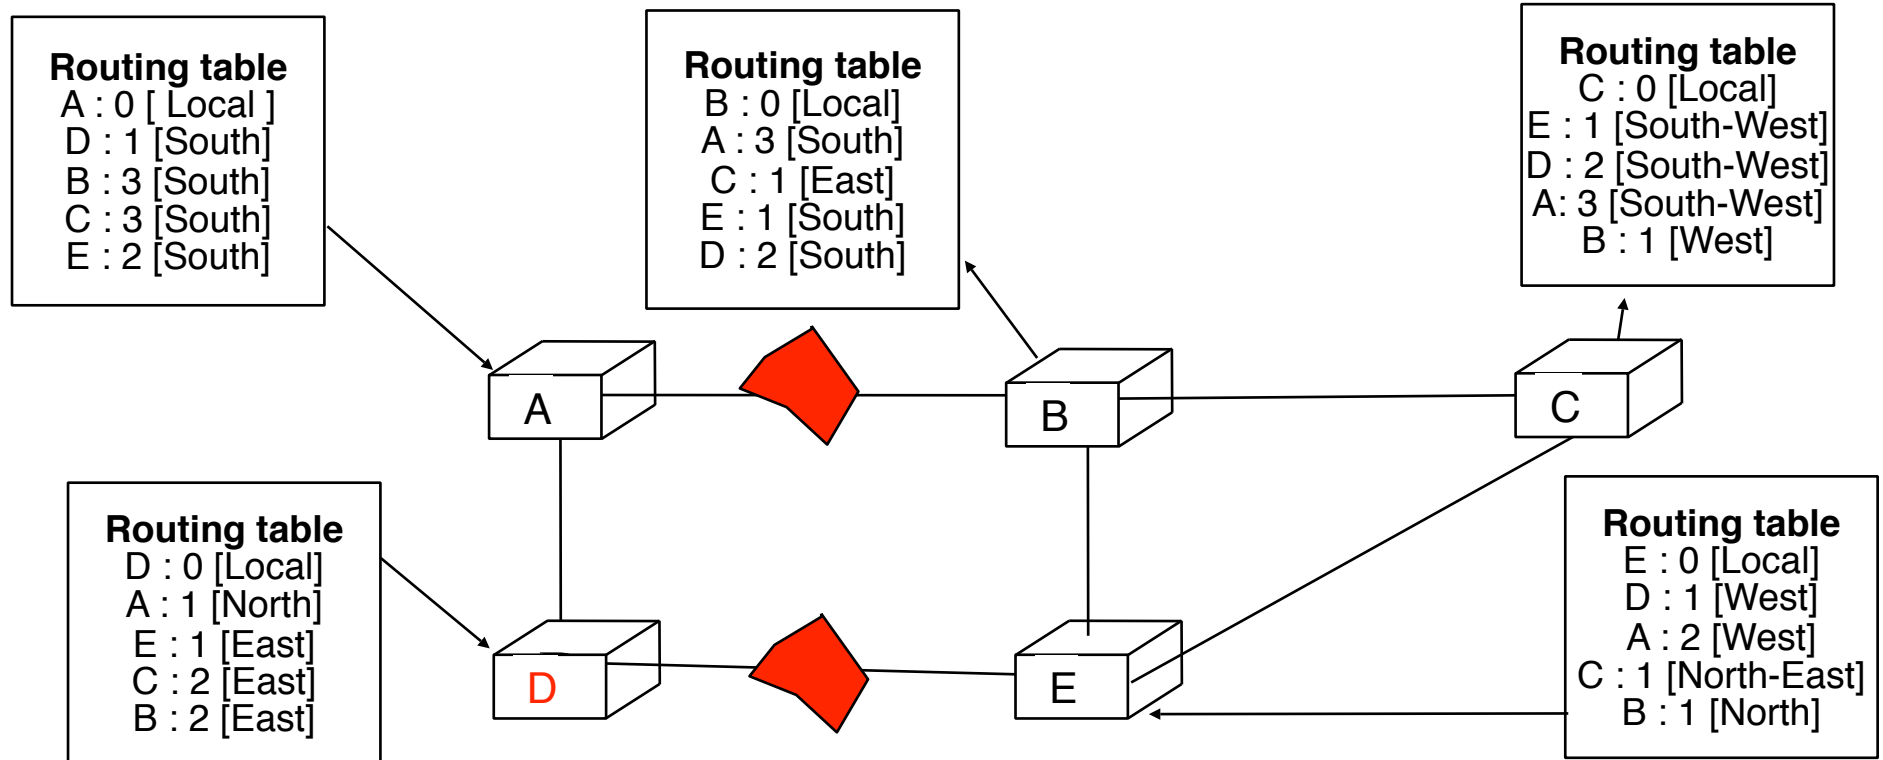 Routing table
A : 0 [ Local ]
D : 1 [South]
B : 3 [South]
C : 3 [South]
E : 2 [South]
Routing table
B : 0 [Local]
A : 3 [South]
C : 1 [East]
E : 1 [South]
D : 2 [South]
Routing table
C : 0 [Local]
E : 1 [South-West]
D : 2 [South-West]
A: 3 [South-West]
B : 1 [West]
A
B
C
Routing table
D : 0 [Local]
A : 1 [North]
E : 1 [East]
C : 2 [East]
B : 2 [East]
D
E
Routing table
E : 0 [Local]
D : 1 [West]
A : 2 [West]
C : 1 [North-East]
B : 1 [North]